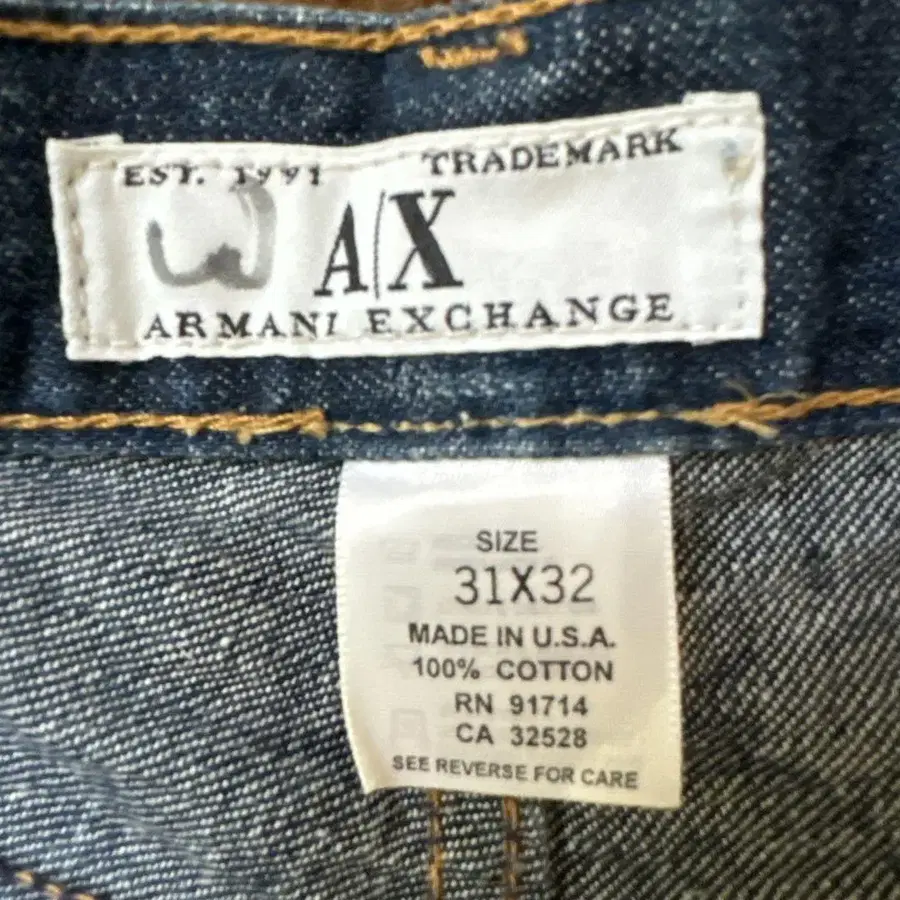 EST. 1991 TRADEMARK
A/X
ARMANI EXCHANGE
SIZE
31X32
MADE IN U.S.A.
100% COTTON
RN 91714
CA 32528
SEE REVERSE FOR CARE